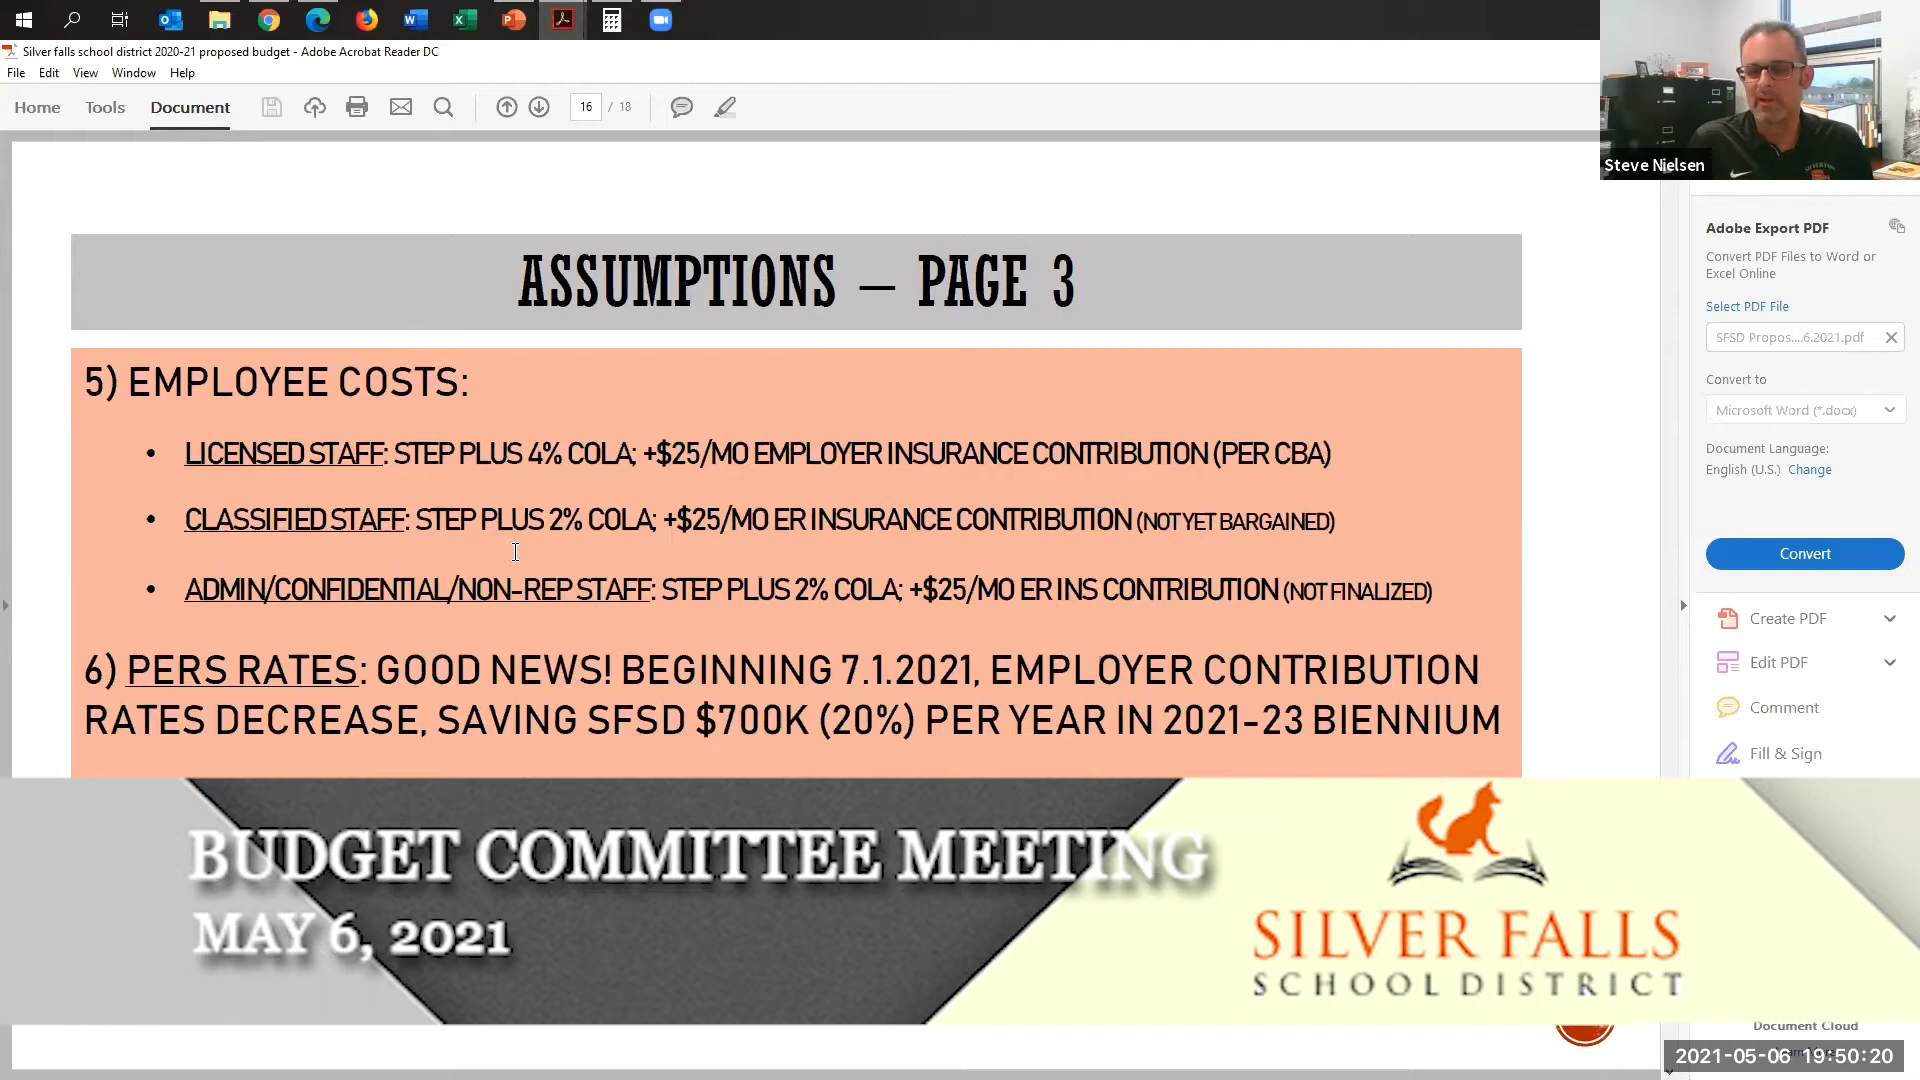 Silver falls school district 2020-21 proposed budget - Adobe Acrobat Reader DC
File Edit View Window Help
Home Tools Document 16 / 18
Steve Nielsen
ASSUMPTIONS – PAGE 3
5) EMPLOYEE COSTS:
• LICENSED STAFF: STEP PLUS 4% COLA; +$25/MO EMPLOYER INSURANCE CONTRIBUTION (PER CBA)
• CLASSIFIED STAFF: STEP PLUS 2% COLA; +$25/MO ER INSURANCE CONTRIBUTION (NOT YET BARGAINED)
• ADMIN/CONFIDENTIAL/NON-REP STAFF: STEP PLUS 2% COLA; +$25/MO ER INS CONTRIBUTION (NOT FINALIZED)
6) PERS RATES: GOOD NEWS! BEGINNING 7.1.2021, EMPLOYER CONTRIBUTION
RATES DECREASE, SAVING SFSD $700K (20%) PER YEAR IN 2021-23 BIENNIUM
Adobe Export PDF
Convert PDF Files to Word or
Excel Online
Select PDF File
SFSD Propos....6.2021.pdf
Convert to
Microsoft Word (*.docx)
Document Language:
English (U.S.) Change
Convert
Create PDF
Edit PDF
Comment
Fill & Sign
BUDGET COMMITTEE MEETING
MAY 6, 2021
SILVER FALLS
SCHOOL DISTRICT
Document Cloud
2021-05-06 19:50:20